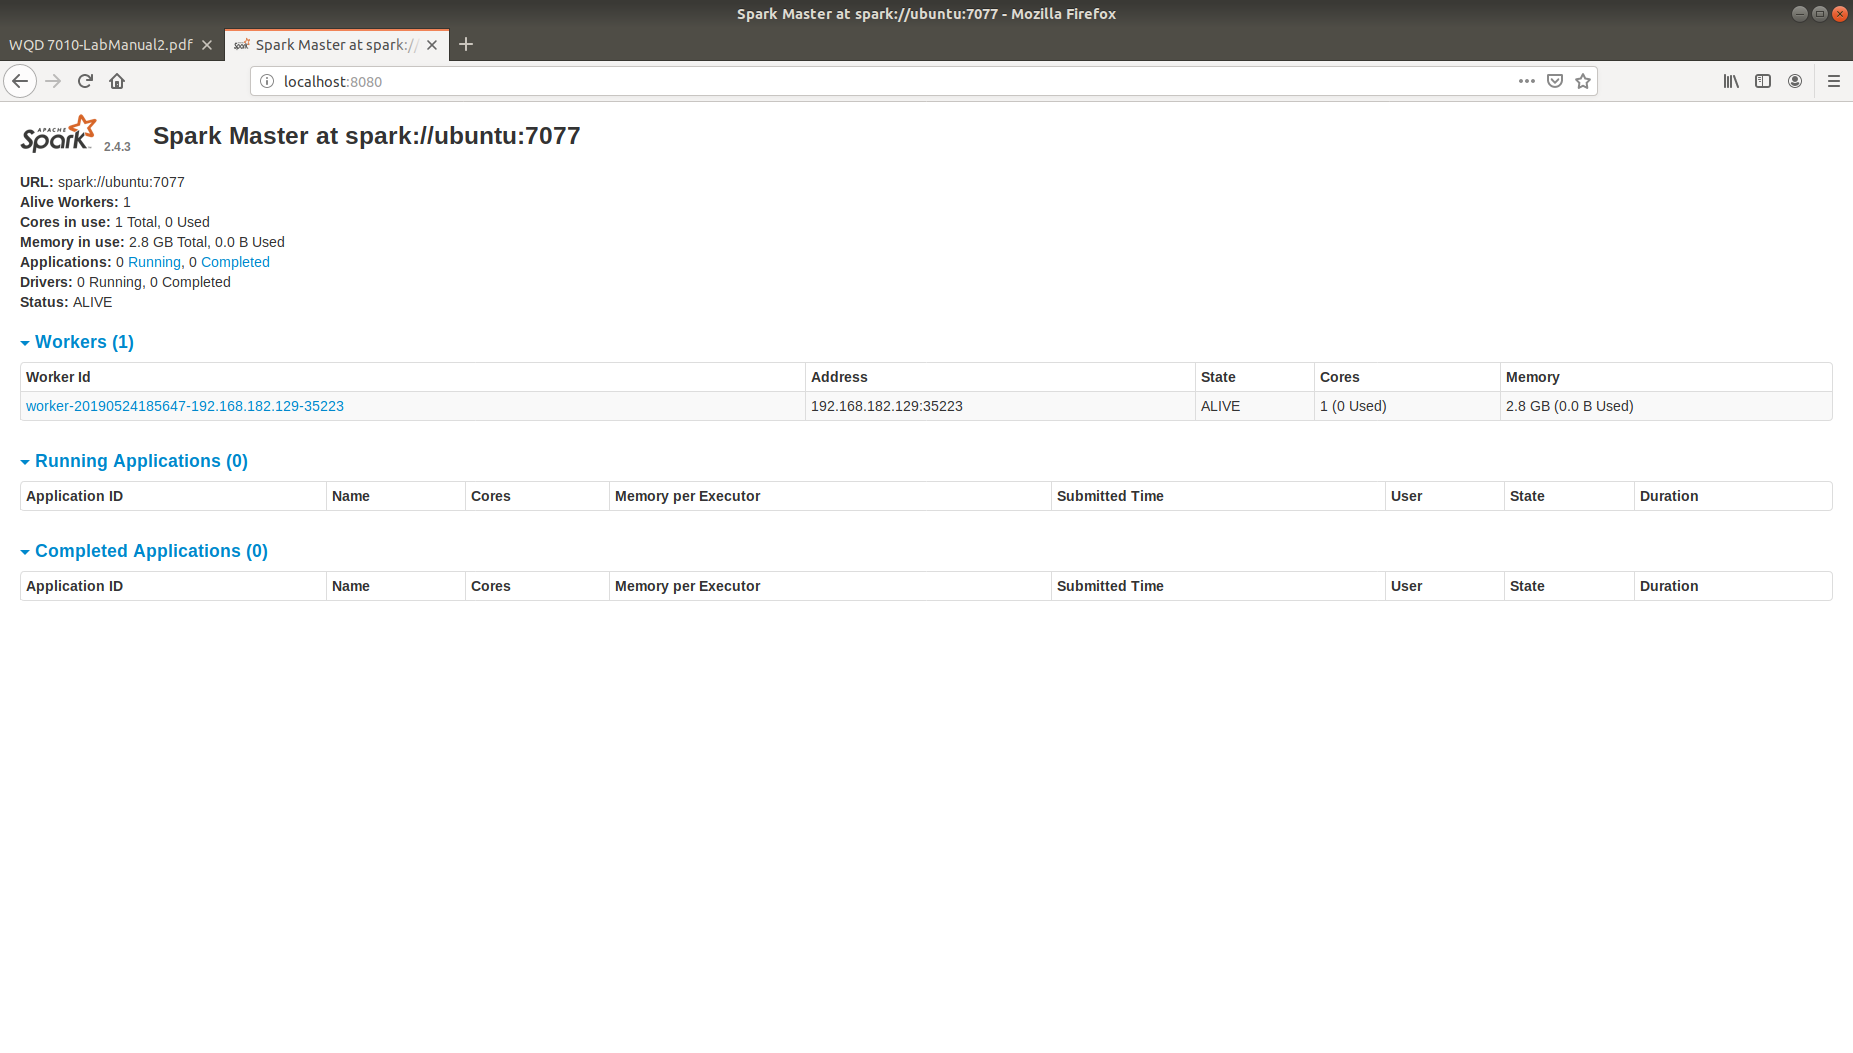 Spark Master at spark://ubuntu:7077 - Mozilla Firefox
WQD 7010-LabManual2.pdf
Spark Master at spark://
localhost:8080
APACHE
Spark 2.4.3
Spark Master at spark://ubuntu:7077
URL: spark://ubuntu:7077
Alive Workers: 1
Cores in use: 1 Total, 0 Used
Memory in use: 2.8 GB Total, 0.0 B Used
Applications: 0 Running, 0 Completed
Drivers: 0 Running, 0 Completed
Status: ALIVE
Workers (1)
Worker Id Address State Cores Memory
worker-20190524185647-192.168.182.129-35223 192.168.182.129:35223 ALIVE 1 (0 Used) 2.8 GB (0.0 B Used)
Running Applications (0)
Application ID Name Cores Memory per Executor Submitted Time User State Duration
Completed Applications (0)
Application ID Name Cores Memory per Executor Submitted Time User State Duration